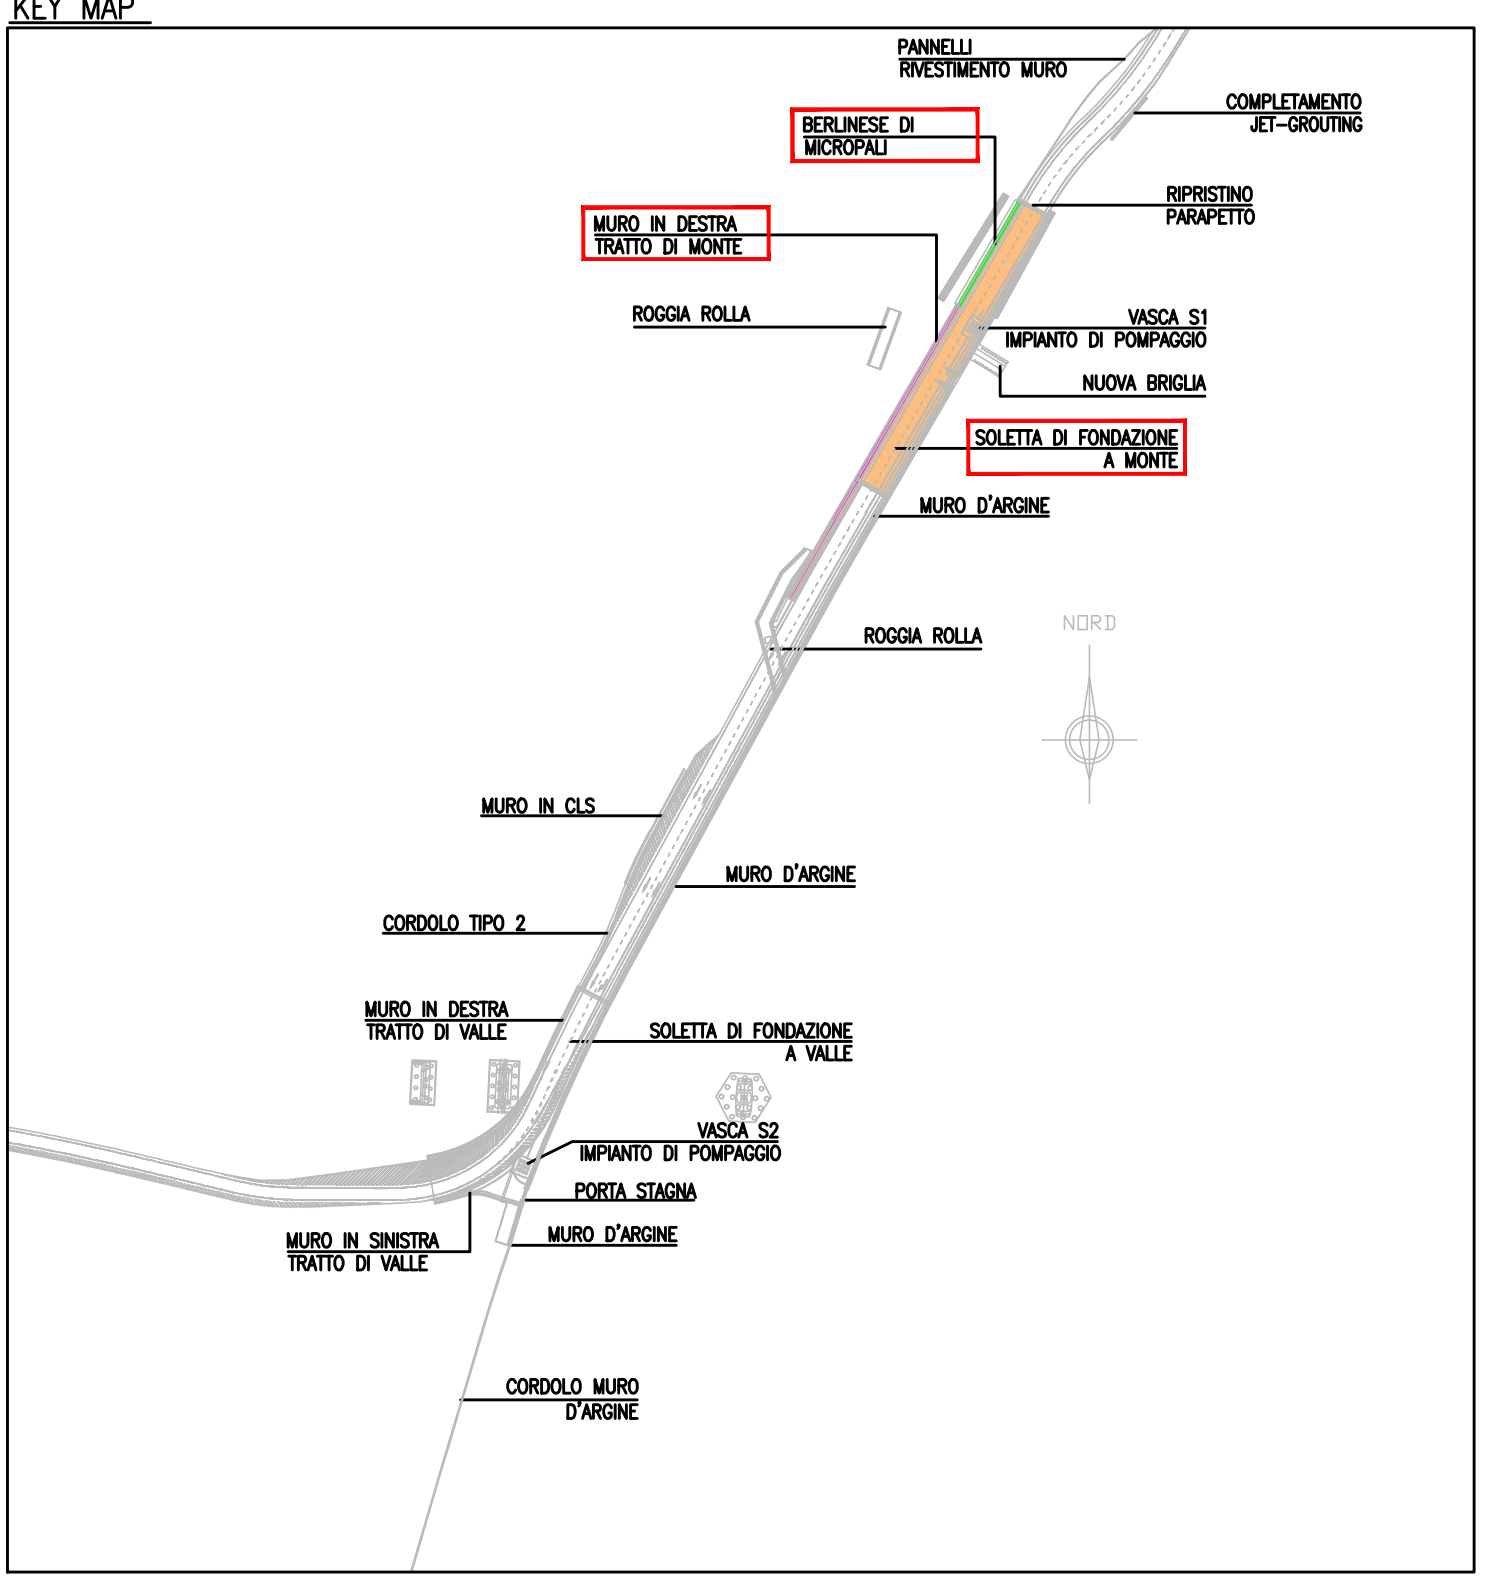 KEY MAP
PANNELLI
RIVESTIMENTO MURO
COMPLETAMENTO
JET-GROUTING
BERLINESE DI
MICROPALI
RIPRISTINO
PARAPETTO
MURO IN DESTRA
TRATTO DI MONTE
ROGGIA ROLLA
VASCA S1
IMPIANTO DI POMPAGGIO
NUOVA BRIGLIA
SOLETTA DI FONDAZIONE
A MONTE
MURO D'ARGINE
NORD
ROGGIA ROLLA
MURO IN CLS
MURO D'ARGINE
CORDOLO TIPO 2
MURO IN DESTRA
TRATTO DI VALLE
SOLETTA DI FONDAZIONE
A VALLE
VASCA S2
IMPIANTO DI POMPAGGIO
PORTA STAGNA
MURO D'ARGINE
MURO IN SINISTRA
TRATTO DI VALLE
CORDOLO MURO
D'ARGINE